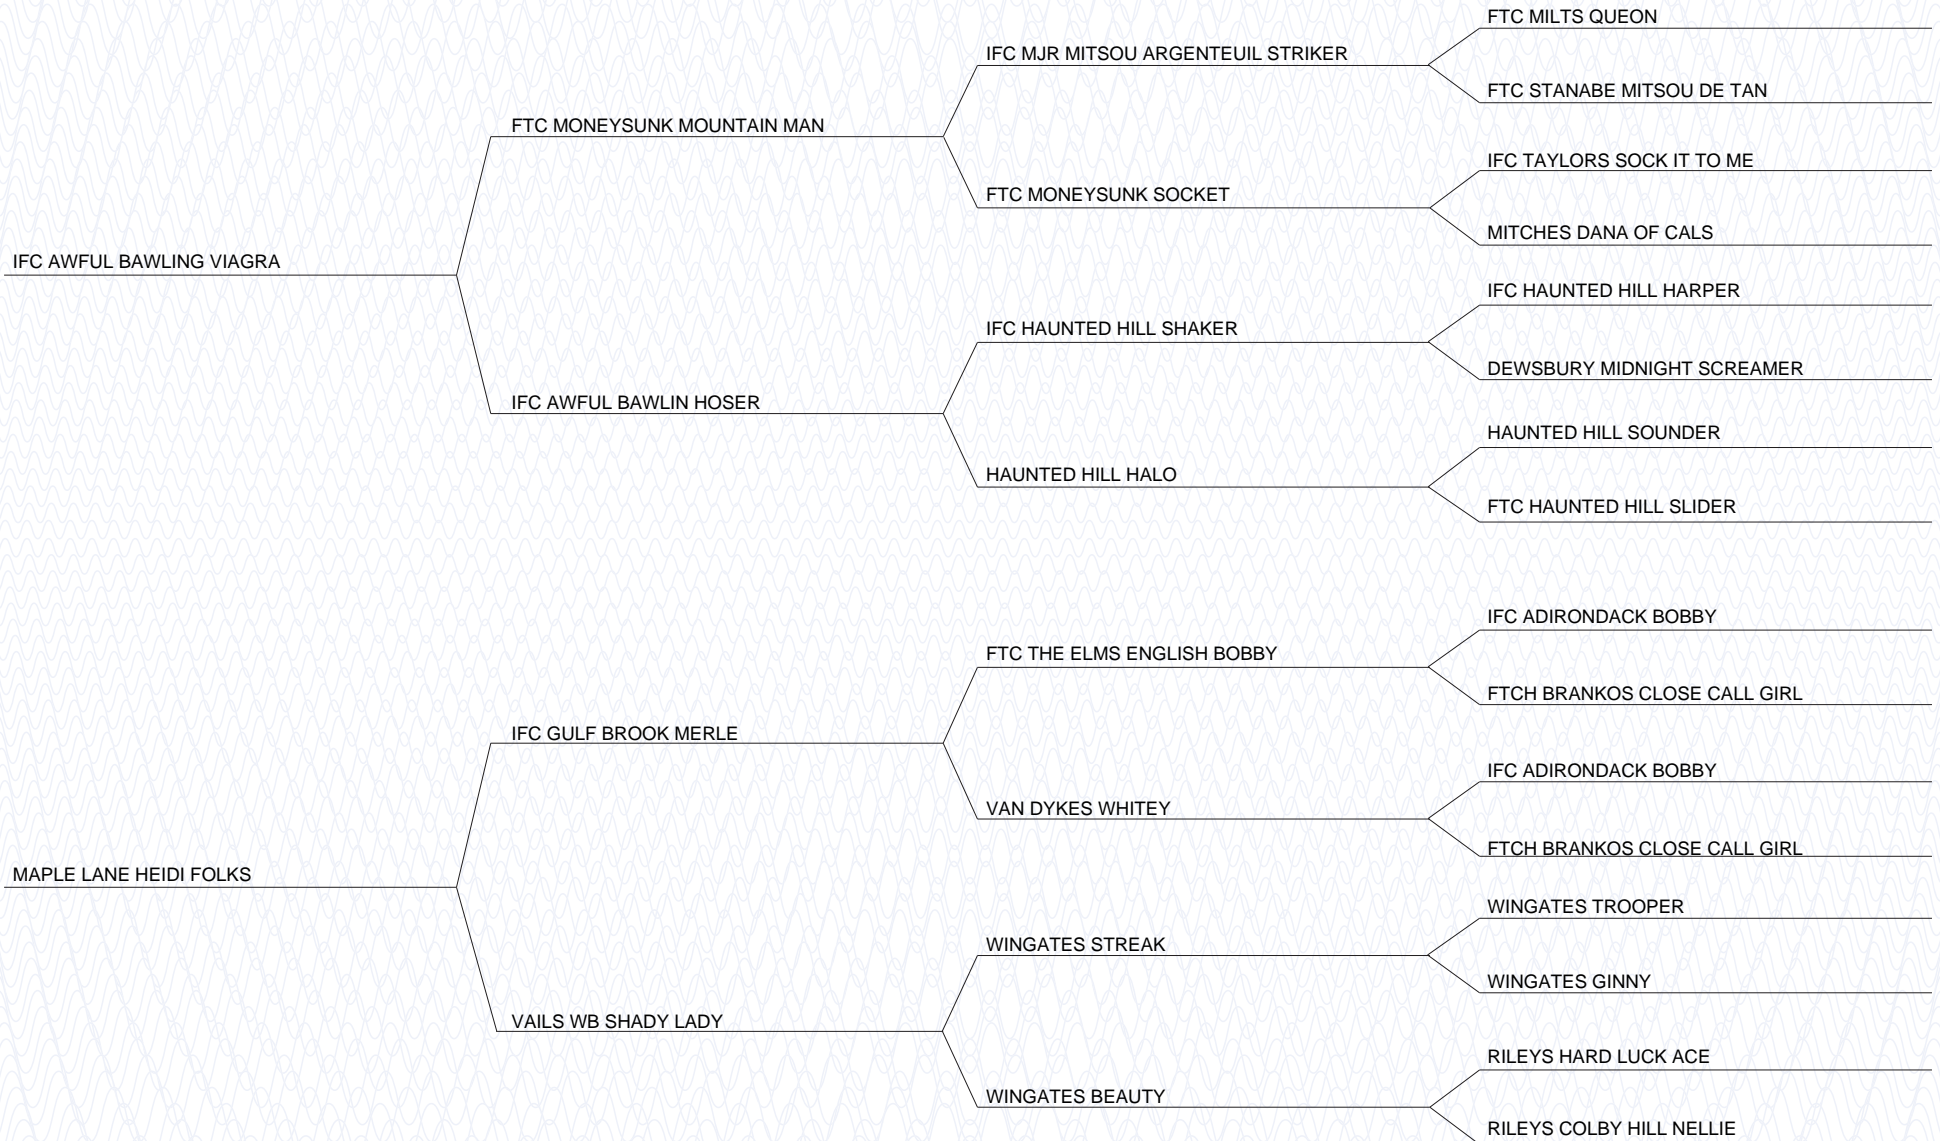 FTC MILTS QUEON
IFC MJR MITSOU ARGENTEUIL STRIKER
FTC STANABE MITSOU DE TAN
FTC MONEYSUNK MOUNTAIN MAN
IFC TAYLORS SOCK IT TO ME
FTC MONEYSUNK SOCKET
MITCHES DANA OF CALS
IFC AWFUL BAWLING VIAGRA
IFC HAUNTED HILL HARPER
IFC HAUNTED HILL SHAKER
DEWSBURY MIDNIGHT SCREAMER
IFC AWFUL BAWLIN HOSER
HAUNTED HILL SOUNDER
HAUNTED HILL HALO
FTC HAUNTED HILL SLIDER
IFC ADIRONDACK BOBBY
FTC THE ELMS ENGLISH BOBBY
FTCH BRANKOS CLOSE CALL GIRL
IFC GULF BROOK MERLE
IFC ADIRONDACK BOBBY
VAN DYKES WHITEY
FTCH BRANKOS CLOSE CALL GIRL
MAPLE LANE HEIDI FOLKS
WINGATES TROOPER
WINGATES STREAK
WINGATES GINNY
VAILS WB SHADY LADY
RILEYS HARD LUCK ACE
WINGATES BEAUTY
RILEYS COLBY HILL NELLIE